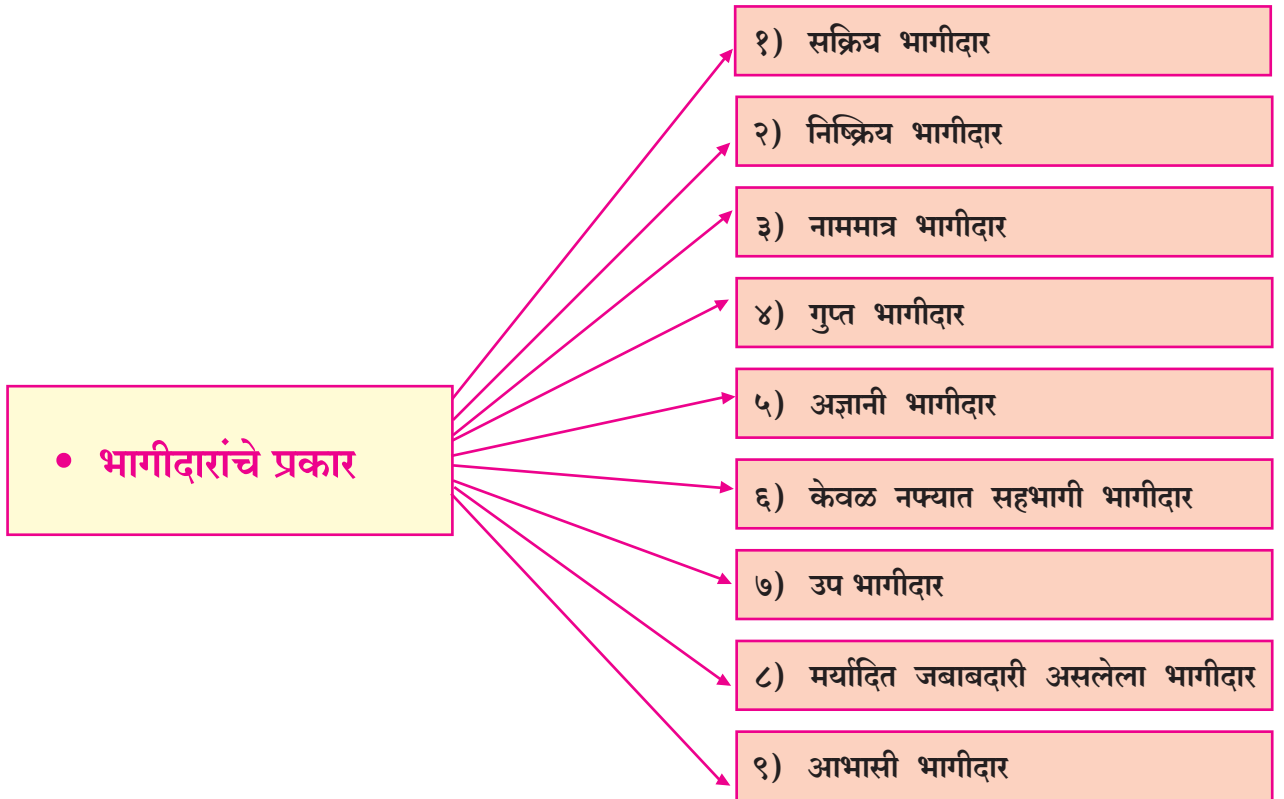 • भागीदारांचे प्रकार
१) सक्रिय भागीदार
२) निष्क्रिय भागीदार
३) नाममात्र भागीदार
४) गुप्त भागीदार
५) अज्ञानी भागीदार
६) केवळ नफ्यात सहभागी भागीदार
७) उप भागीदार
८) मर्यादित जबाबदारी असलेला भागीदार
९) आभासी भागीदार